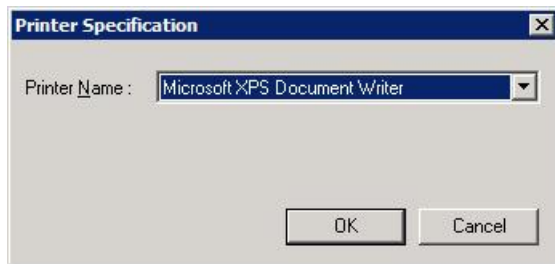 Printer Specification
Printer Name : Microsoft XPS Document Writer
OK Cancel